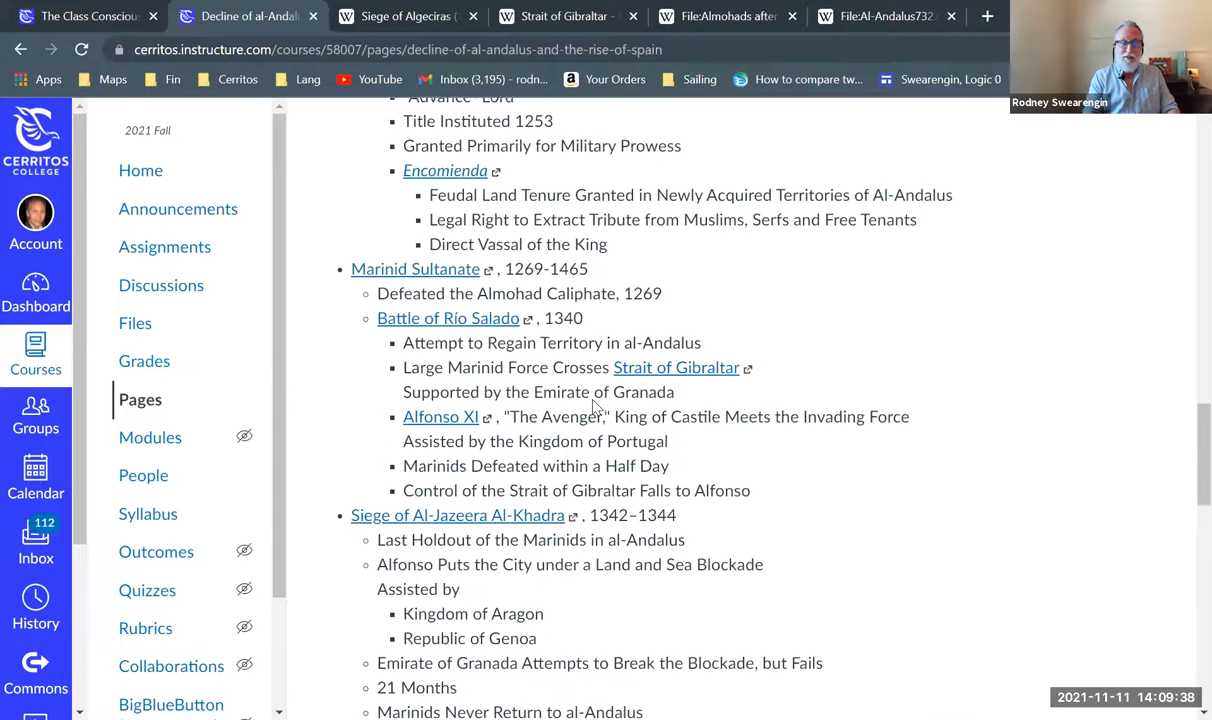 The Class Conscious
Decline of al-Andalu
Siege of Algeciras (
Strait of Gibraltar -
File:Almohads after
File:Al-Andalus732.
cerritos.instructure.com/courses/58007/pages/decline-of-al-andalus-and-the-rise-of-spain
Apps
Maps
Fin
Cerritos
Lang
YouTube
Inbox (3,195) - rodn...
Your Orders
Sailing
How to compare tw...
Swearengin, Logic 0
Rodney Swearengin
CERRITOS
COLLEGE
Account
Dashboard
Courses
Groups
Calendar
112
Inbox
History
Commons
2021 Fall
Home
Announcements
Assignments
Discussions
Files
Grades
Pages
Modules
People
Syllabus
Outcomes
Quizzes
Rubrics
Collaborations
BigBlueButton
"Advance" Lord
Title Instituted 1253
Granted Primarily for Military Prowess
Encomienda
Feudal Land Tenure Granted in Newly Acquired Territories of Al-Andalus
Legal Right to Extract Tribute from Muslims, Serfs and Free Tenants
Direct Vassal of the King
Marinid Sultanate , 1269-1465
Defeated the Almohad Caliphate, 1269
Battle of Río Salado , 1340
Attempt to Regain Territory in al-Andalus
Large Marinid Force Crosses Strait of Gibraltar
Supported by the Emirate of Granada
Alfonso XI , "The Avenger," King of Castile Meets the Invading Force
Assisted by the Kingdom of Portugal
Marinids Defeated within a Half Day
Control of the Strait of Gibraltar Falls to Alfonso
Siege of Al-Jazeera Al-Khadra , 1342–1344
Last Holdout of the Marinids in al-Andalus
Alfonso Puts the City under a Land and Sea Blockade
Assisted by
Kingdom of Aragon
Republic of Genoa
Emirate of Granada Attempts to Break the Blockade, but Fails
21 Months
Marinids Never Return to al-Andalus
2021-11-11 14:09:38